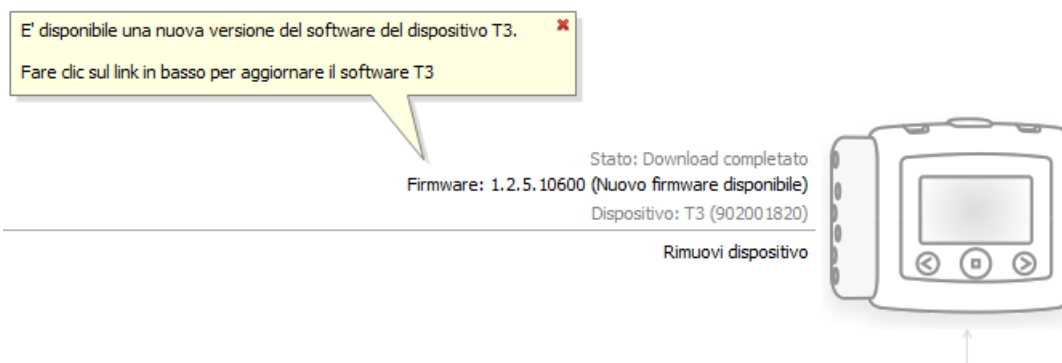 E' disponibile una nuova versione del software del dispositivo T3.
Fare clic sul link in basso per aggiornare il software T3
Stato: Download completato
Firmware: 1.2.5.10600 (Nuovo firmware disponibile)
Dispositivo: T3 (902001820)
Rimuovi dispositivo